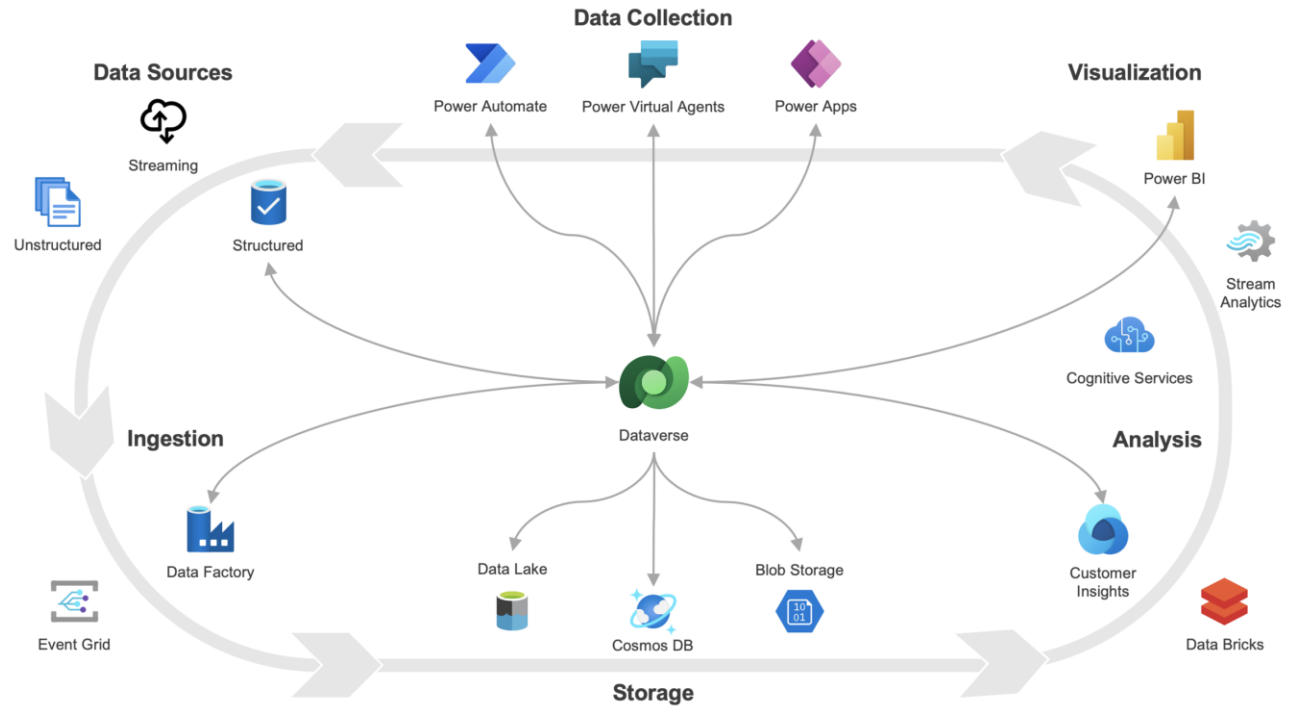 Data Collection
Data Sources
Visualization
Power Automate
Power Virtual Agents
Power Apps
Streaming
Power BI
Unstructured
Structured
Stream
Analytics
Cognitive Services
Dataverse
Ingestion
Analysis
Data Factory
Data Lake
Blob Storage
Customer
Insights
10
01
Event Grid
Cosmos DB
Data Bricks
Storage